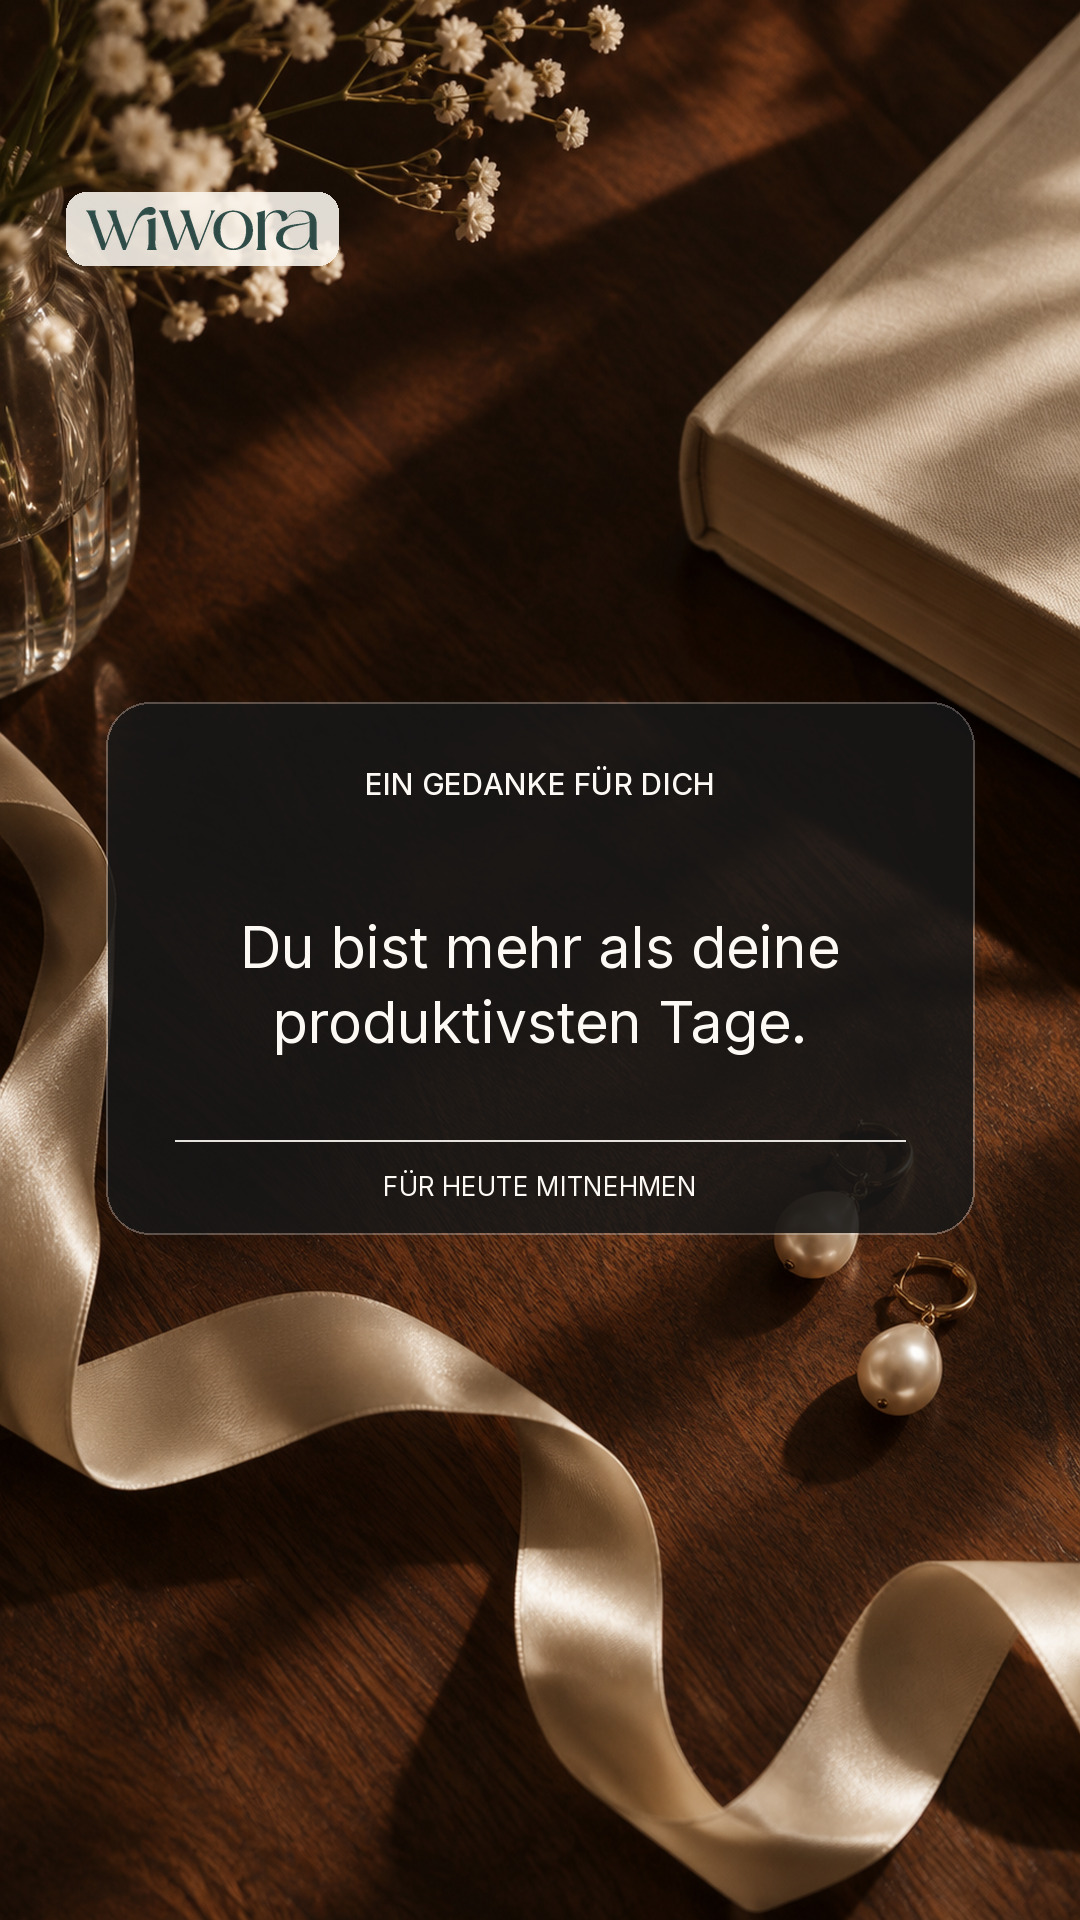 wiwora
EIN GEDANKE FÜR DICH
Du bist mehr als deine
produktivsten Tage.
FÜR HEUTE MITNEHMEN